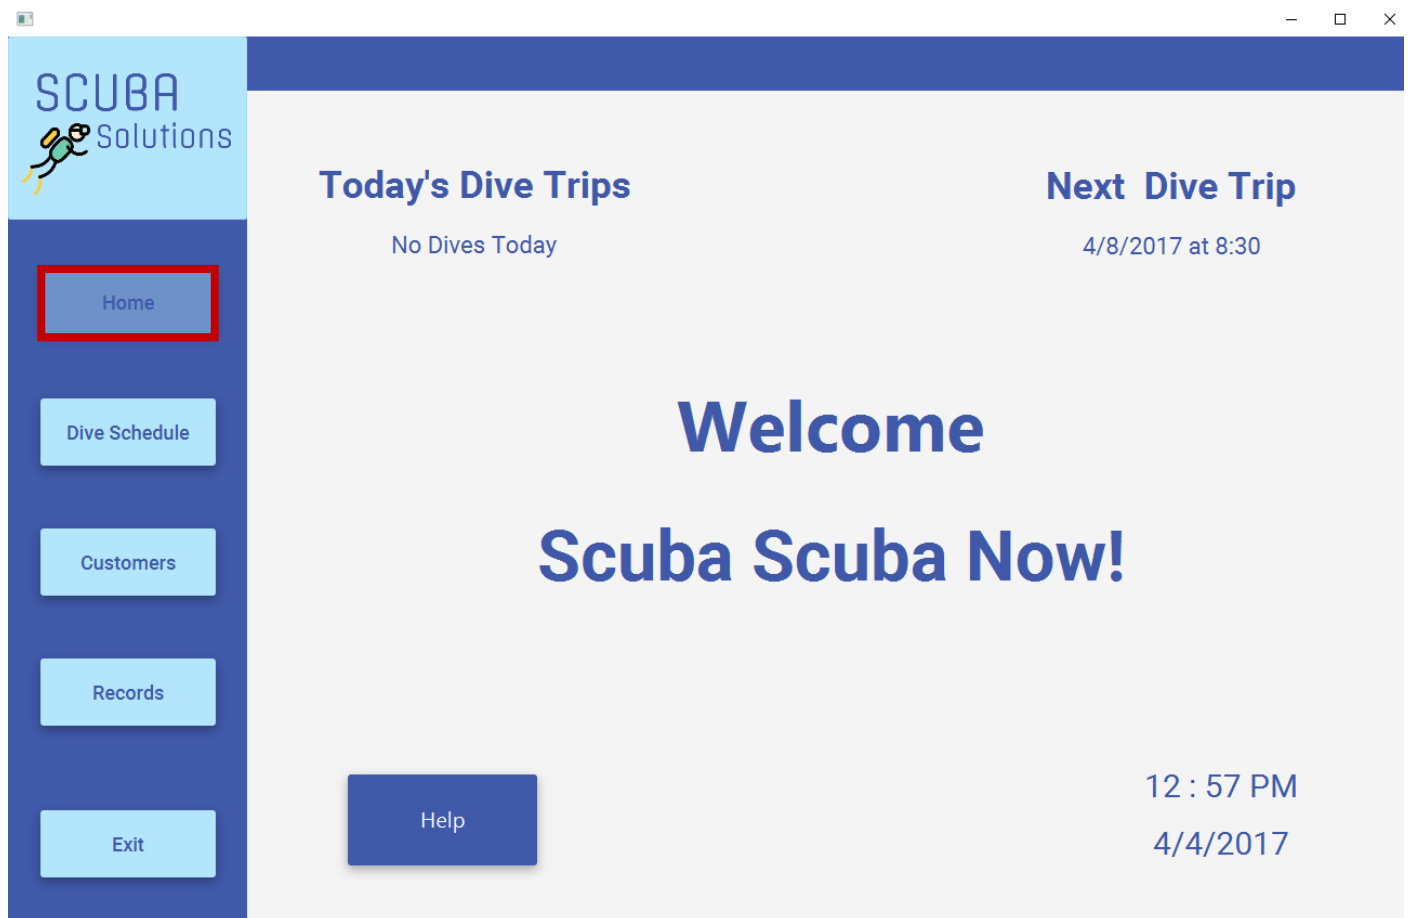 SCUBA
Solutions
Today's Dive Trips
Next Dive Trip
No Dives Today
4/8/2017 at 8:30
Home
Dive Schedule
Welcome
Customers
Scuba Scuba Now!
Records
Help
Exit
12 : 57 PM
4/4/2017